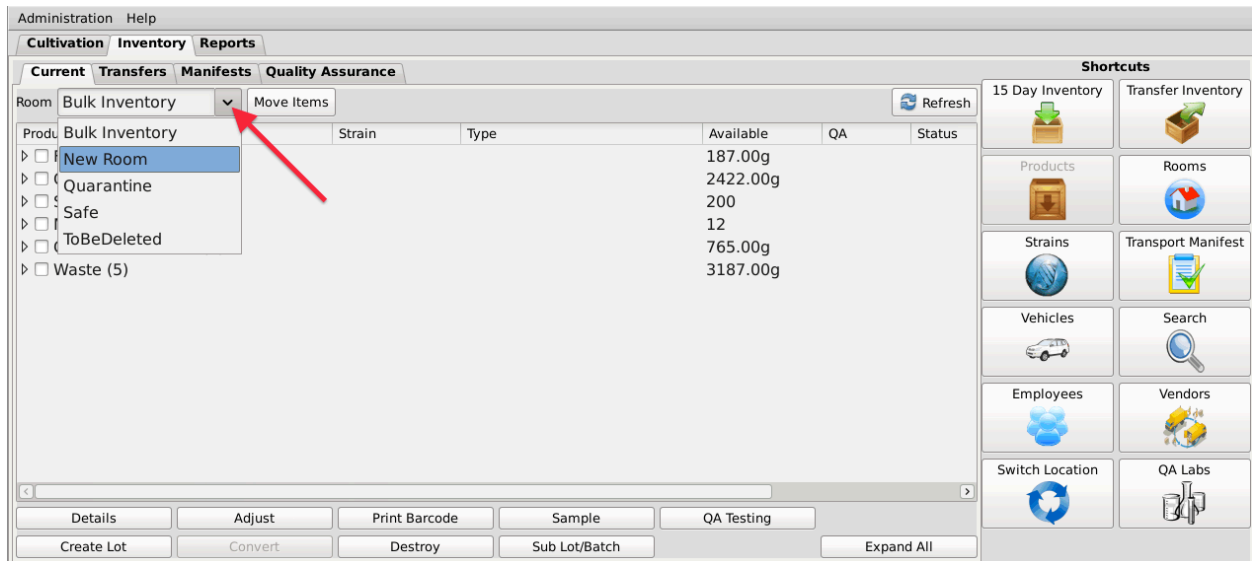 Administration Help
Cultivation Inventory Reports
Current Transfers Manifests Quality Assurance
Shortcuts
Room Bulk Inventory Move Items Refresh
Strain Type Available QA Status
Bulk Inventory
New Room
Quarantine
Safe
ToBeDeleted
187.00g
2422.00g
200
12
765.00g
Waste (5) 3187.00g
15 Day Inventory Transfer Inventory
Products Rooms
Strains Transport Manifest
Vehicles Search
Employees Vendors
Switch Location QA Labs
Details Adjust Print Barcode Sample QA Testing
Create Lot Convert Destroy Sub Lot/Batch Expand All